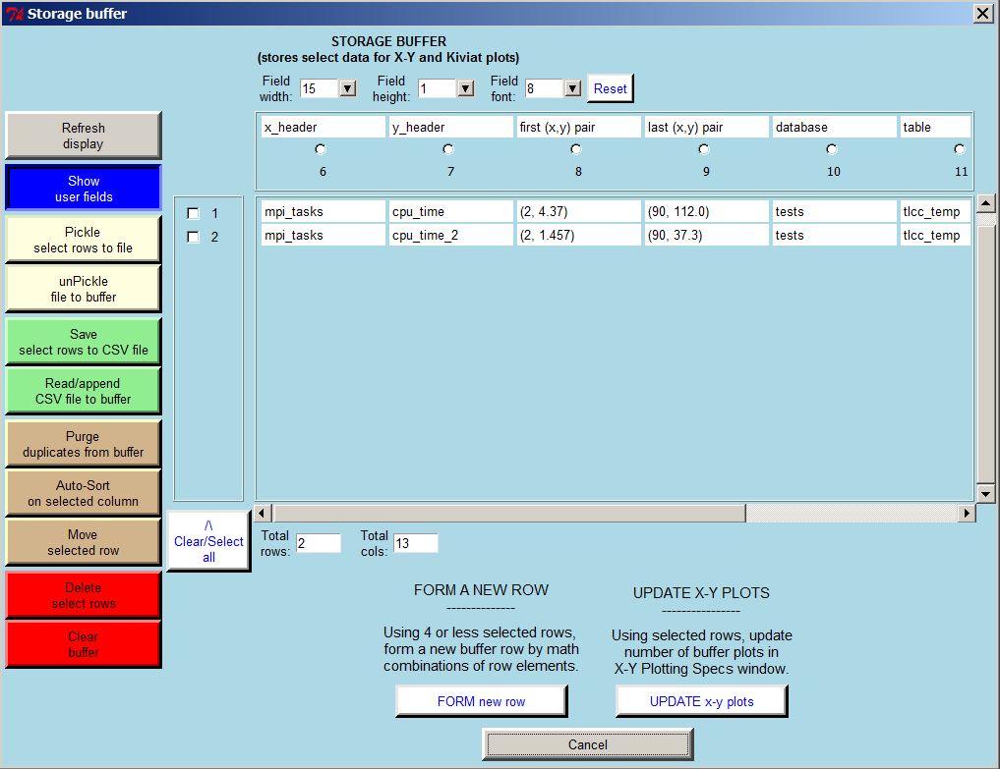 Storage buffer
STORAGE BUFFER
(stores select data for X-Y and Kiviat plots)
Field width: 15
Field height: 1
Field font: 8
Reset
Refresh
display
Show
user fields
Pickle
select rows to file
unPickle
file to buffer
Save
select rows to CSV file
Read/append
CSV file to buffer
Purge
duplicates from buffer
Auto-Sort
on selected column
Move
selected row
Delete
select rows
Clear
buffer
x_header y_header first (x,y) pair last (x,y) pair database table
6 7 8 9 10 11
1 mpi_tasks cpu_time (2, 4.37) (90, 112.0) tests tlcc_temp
2 mpi_tasks cpu_time_2 (2, 1.457) (90, 37.3) tests tlcc_temp
/\
Clear/Select
all
Total rows: 2
Total cols: 13
FORM A NEW ROW
--------------
Using 4 or less selected rows,
form a new buffer row by math
combinations of row elements.
FORM new row
UPDATE X-Y PLOTS
----------------
Using selected rows, update
number of buffer plots in
X-Y Plotting Specs window.
UPDATE x-y plots
Cancel